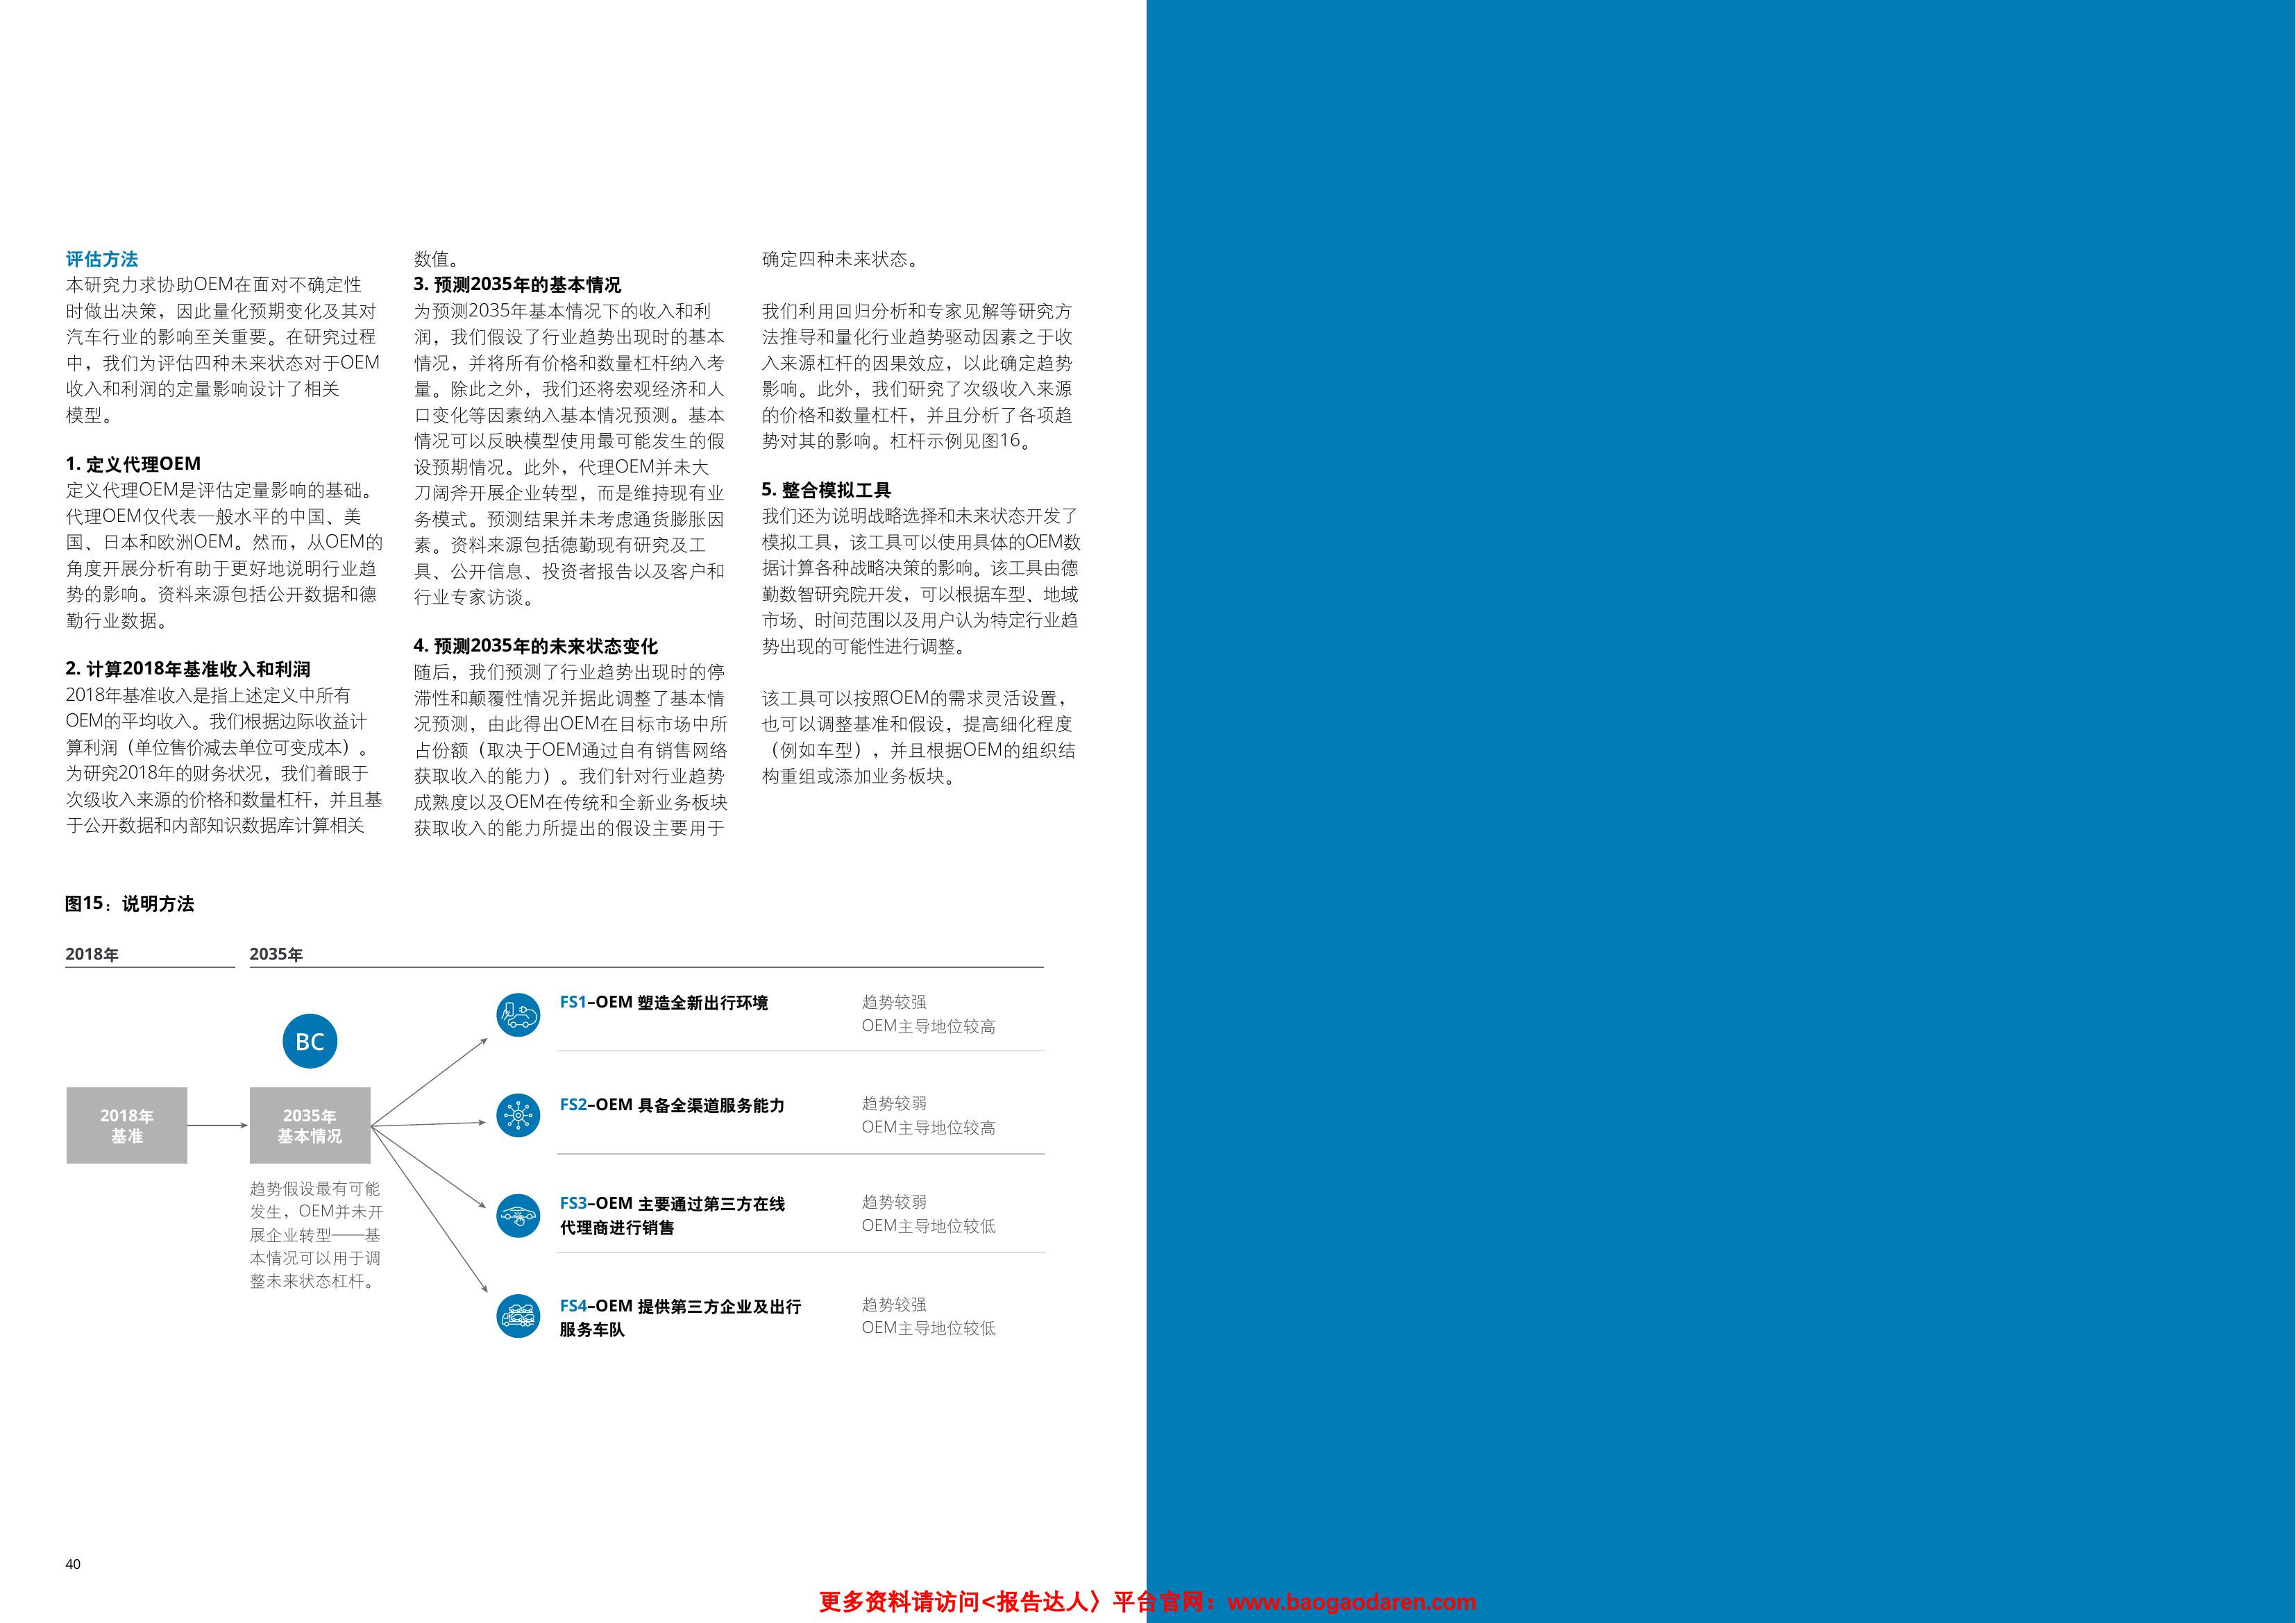 评估方法
本研究力求协助OEM在面对不确定性
时做出决策，因此量化预期变化及其对
汽车行业的影响至关重要。在研究过程
中，我们为评估四种未来状态对于OEM
收入和利润的定量影响设计了相关
模型。
1. 定义代理OEM
定义代理OEM是评估定量影响的基础。
代理OEM仅代表一般水平的中国、美
国、日本和欧洲OEM。然而，从OEM的
角度开展分析有助于更好地说明行业趋
势的影响。资料来源包括公开数据和德
勤行业数据。
2. 计算2018年基准收入和利润
2018年基准收入是指上述定义中所有
OEM的平均收入。我们根据边际收益计
算利润（单位售价减去单位可变成本）。
为研究2018年的财务状况，我们着眼于
次级收入来源的价格和数量杠杆，并且基
于公开数据和内部知识数据库计算相关
数值。
3. 预测2035年的基本情况
为预测2035年基本情况下的收入和利
润，我们假设了行业趋势出现时的基本
情况，并将所有价格和数量杠杆纳入考
量。除此之外，我们还将宏观经济和人
口变化等因素纳入基本情况预测。基本
情况可以反映模型使用最可能发生的假
设预期情况。此外，代理OEM并未大
刀阔斧开展企业转型，而是维持现有业
务模式。预测结果并未考虑通货膨胀因
素。资料来源包括德勤现有研究及工
具、公开信息、投资者报告以及客户和
行业专家访谈。
4. 预测2035年的未来状态变化
随后，我们预测了行业趋势出现时的停
滞性和颠覆性情况并据此调整了基本情
况预测，由此得出OEM在目标市场中所
占份额（取决于OEM通过自有销售网络
获取收入的能力）。我们针对行业趋势
成熟度以及OEM在传统和全新业务板块
获取收入的能力所提出的假设主要用于
确定四种未来状态。
我们利用回归分析和专家见解等研究方
法推导和量化行业趋势驱动因素之于收
入来源杠杆的因果效应，以此确定趋势
影响。此外，我们研究了次级收入来源
的价格和数量杠杆，并且分析了各项趋
势对其的影响。杠杆示例见图16。
5. 整合模拟工具
我们还为说明战略选择和未来状态开发了
模拟工具，该工具可以使用具体的OEM数
据计算各种战略决策的影响。该工具由德
勤数智研究院开发，可以根据车型、地域
市场、时间范围以及用户认为特定行业趋
势出现的可能性进行调整。
该工具可以按照OEM的需求灵活设置，
也可以调整基准和假设，提高细化程度
（例如车型），并且根据OEM的组织结
构重组或添加业务板块。
图15：说明方法
2018年
2035年
BC
2018年
基准
2035年
基本情况
趋势假设最有可能
发生，OEM并未开
展企业转型——基
本情况可以用于调
整未来状态杠杆。
FS1–OEM 塑造全新出行环境
趋势较强
OEM主导地位较高
FS2–OEM 具备全渠道服务能力
趋势较弱
OEM主导地位较高
FS3–OEM 主要通过第三方在线
代理商进行销售
趋势较弱
OEM主导地位较低
FS4–OEM 提供第三方企业及出行
服务车队
趋势较强
OEM主导地位较低
40
更多资料请访问<报告达人〉平台官网：www.baogaodaren.com